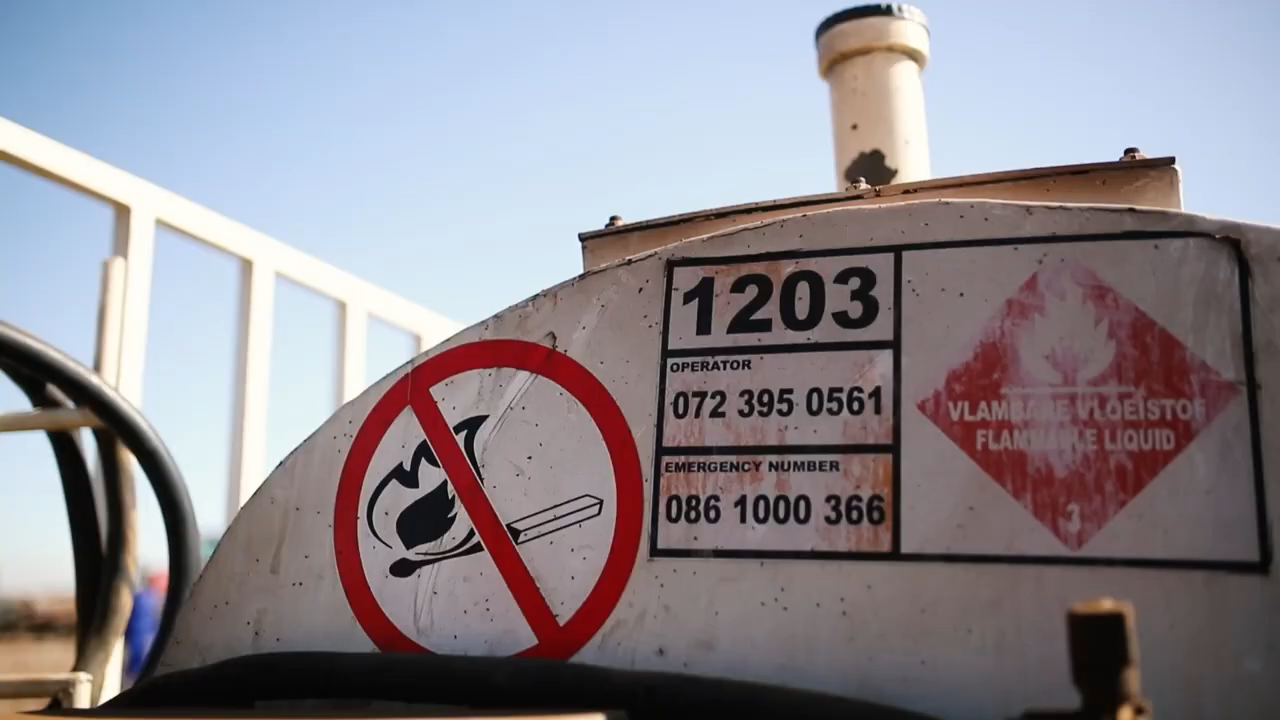 1203
OPERATOR
072 395 0561
EMERGENCY NUMBER
086 1000 366
VLAMBARE VLOEISTOF
FLAMMABLE LIQUID
3